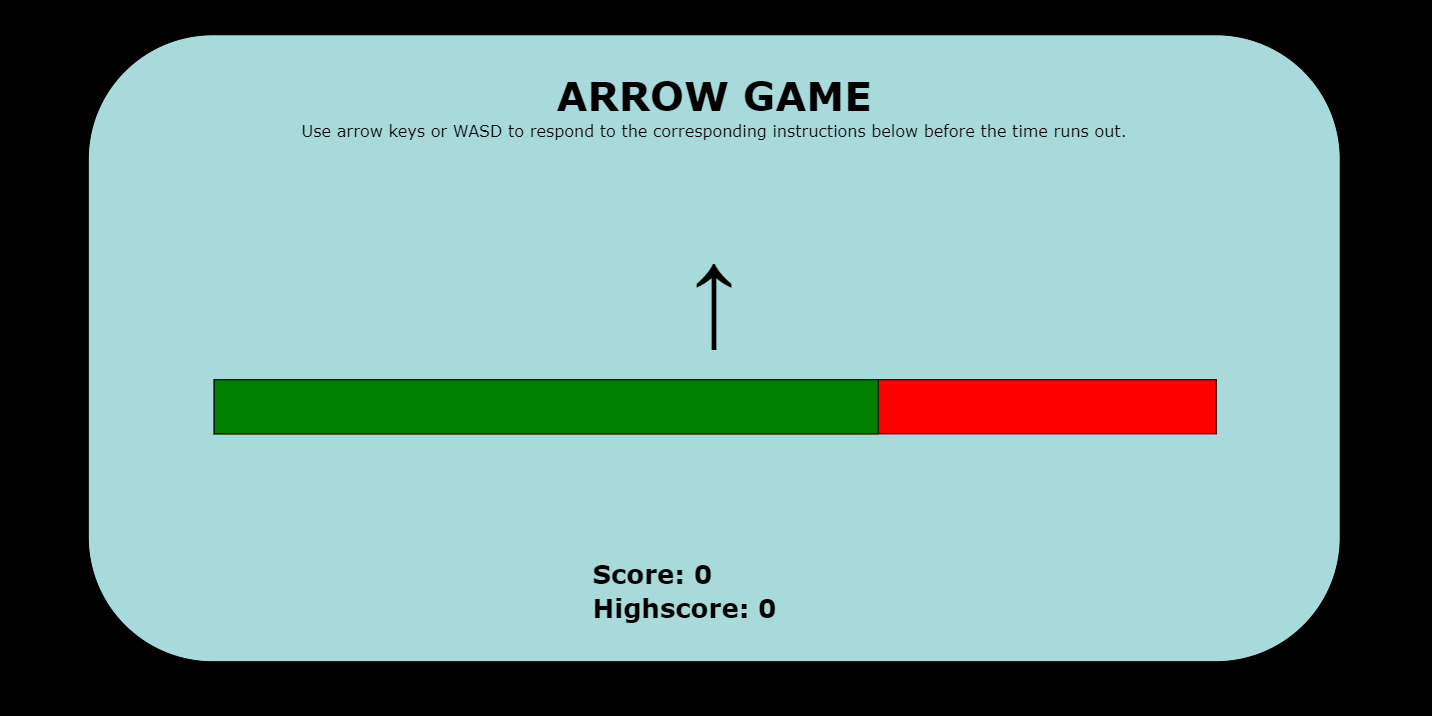 ARROW GAME
Use arrow keys or WASD to respond to the corresponding instructions below before the time runs out.
↑
Score: 0
Highscore: 0